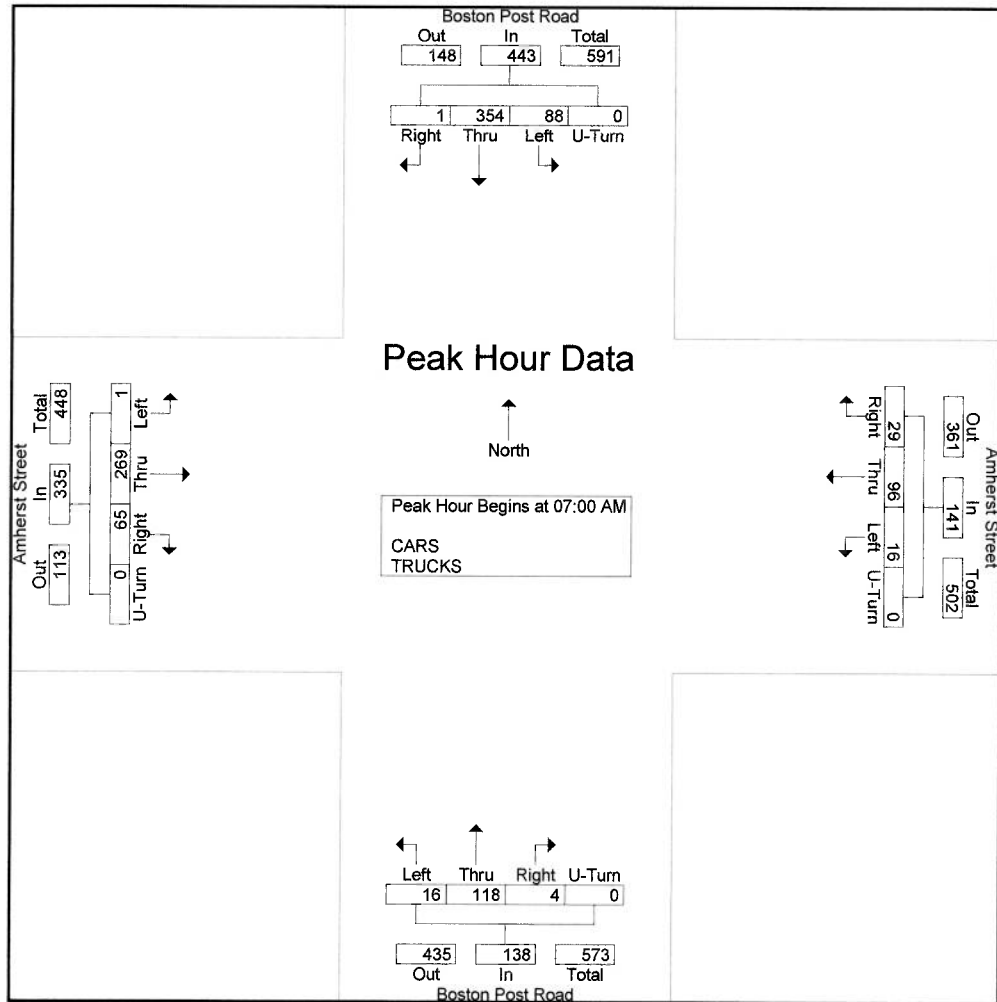 Boston Post Road
Out In Total
148 443 591
1 354 88 0
Right Thru Left U-Turn
Peak Hour Data
North
Peak Hour Begins at 07:00 AM
CARS
TRUCKS
Amherst Street
Total In Out
448 335 113
1 269 65 0
Left Thru Right U-Turn
Amherst Street
Out In Total
361 141 502
29 96 16 0
Right Thru Left U-Turn
Left Thru Right U-Turn
16 118 4 0
435 138 573
Out In Total
Boston Post Road